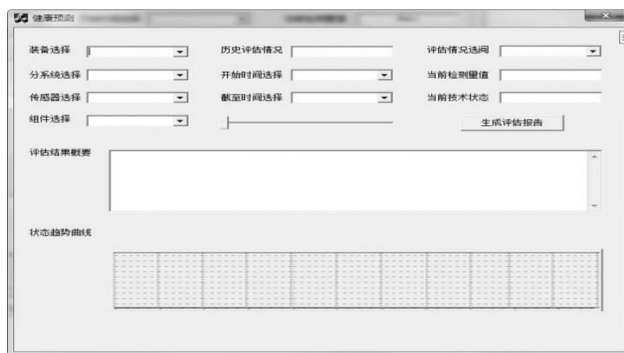 健康预测
装备选择
历史评估情况
评估情况选阅
分系统选择
开始时间选择
当前检测量值
传感器选择
截至时间选择
当前技术状态
组件选择
生成评估报告
评估结果概要
状态趋势曲线